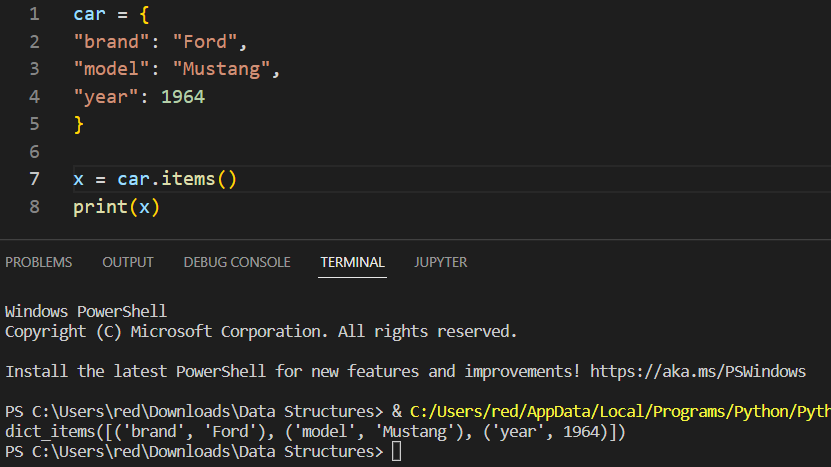 1 car = {
2 "brand": "Ford",
3 "model": "Mustang",
4 "year": 1964
5 }
6
7 x = car.items()
8 print(x)
PROBLEMS OUTPUT DEBUG CONSOLE TERMINAL JUPYTER
Windows PowerShell
Copyright (C) Microsoft Corporation. All rights reserved.
Install the latest PowerShell for new features and improvements! https://aka.ms/PSWindows
PS C:\Users\red\Downloads\Data Structures> & C:/Users/red/AppData/Local/Programs/Python/Pyth
dict_items([('brand', 'Ford'), ('model', 'Mustang'), ('year', 1964)])
PS C:\Users\red\Downloads\Data Structures>